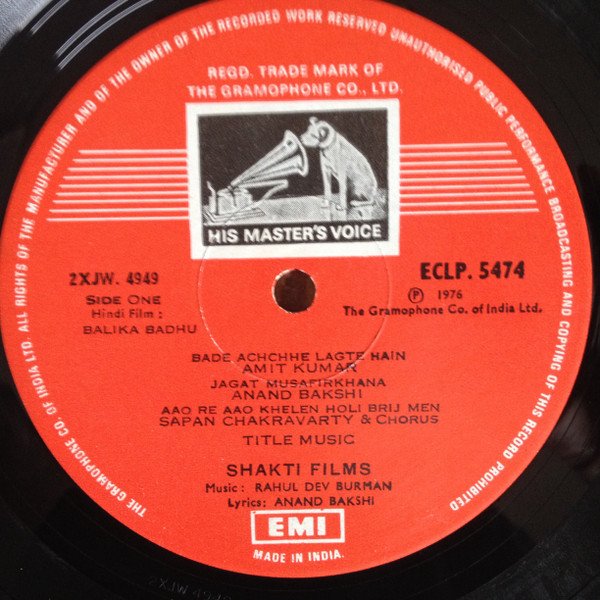 THE GRAMOPHONE CO. OF INDIA LTD. ALL RIGHTS OF THE MANUFACTURER AND OF THE OWNER OF THE RECORDED WORK RESERVED UNAUTHORISED PUBLIC PERFORMANCE BROADCASTING AND COPYING OF THIS RECORD PROHIBITED
REGD. TRADE MARK OF
THE GRAMOPHONE CO., LTD.
HIS MASTER'S VOICE
2XJW. 4949
SIDE ONE
Hindi Film :
BALIKA BADHU
ECLP. 5474
Ⓟ 1976
The Gramophone Co. of India Ltd.
BADE ACHCHHE LAGTE HAIN
AMIT KUMAR
JAGAT MUSAFIRKHANA
ANAND BAKSHI
AAO RE AAO KHELEN HOLI BRIJ MEN
SAPAN CHAKRAVARTY & CHORUS
TITLE MUSIC
SHAKTI FILMS
Music : RAHUL DEV BURMAN
Lyrics: ANAND BAKSHI
EMI
MADE IN INDIA.